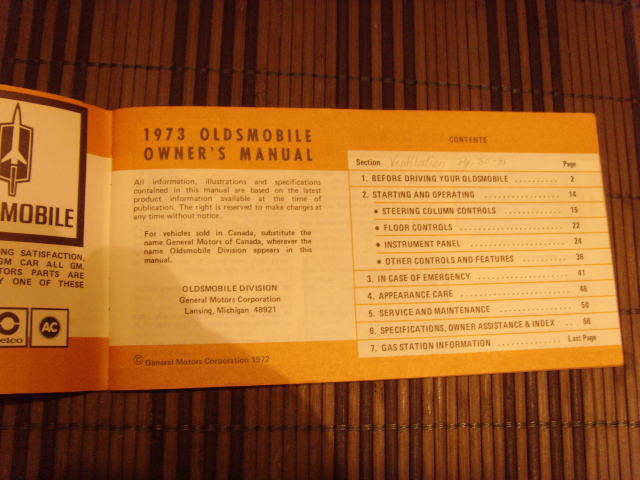 MOBILE
NG SATISFACTION,
GM CAR ALL GM.
TORS PARTS ARE
Y ONE OF THESE
elco
AC
1973 OLDSMOBILE
OWNER'S MANUAL
All information, illustrations and specifications
contained in this manual are based on the latest
product information available at the time of
publication. The right is reserved to make changes at
any time without notice.
For vehicles sold in Canada, substitute the
name General Motors of Canada, wherever the
name Oldsmobile Division appears in this
manual.
OLDSMOBILE DIVISION
General Motors Corporation
Lansing, Michigan 48921
© General Motors Corporation 1972
CONTENTS
Section Ventilation Pg. 30-31 Page
1. BEFORE DRIVING YOUR OLDSMOBILE ........... 2
2. STARTING AND OPERATING .................. 14
• STEERING COLUMN CONTROLS ............. 15
• FLOOR CONTROLS ....................... 22
• INSTRUMENT PANEL ..................... 24
• OTHER CONTROLS AND FEATURES .......... 36
3. IN CASE OF EMERGENCY .................... 41
4. APPEARANCE CARE ......................... 46
5. SERVICE AND MAINTENANCE ................. 50
6. SPECIFICATIONS, OWNER ASSISTANCE & INDEX .. 66
7. GAS STATION INFORMATION ............ Last Page